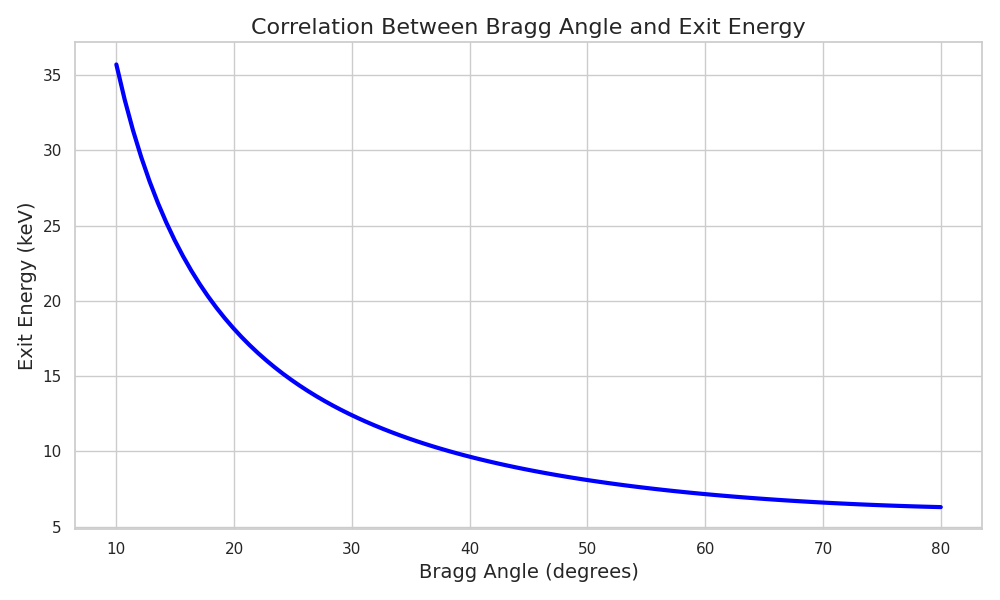 Correlation Between Bragg Angle and Exit Energy
Exit Energy (keV)
35
30
25
20
15
10
5
10 20 30 40 50 60 70 80
Bragg Angle (degrees)